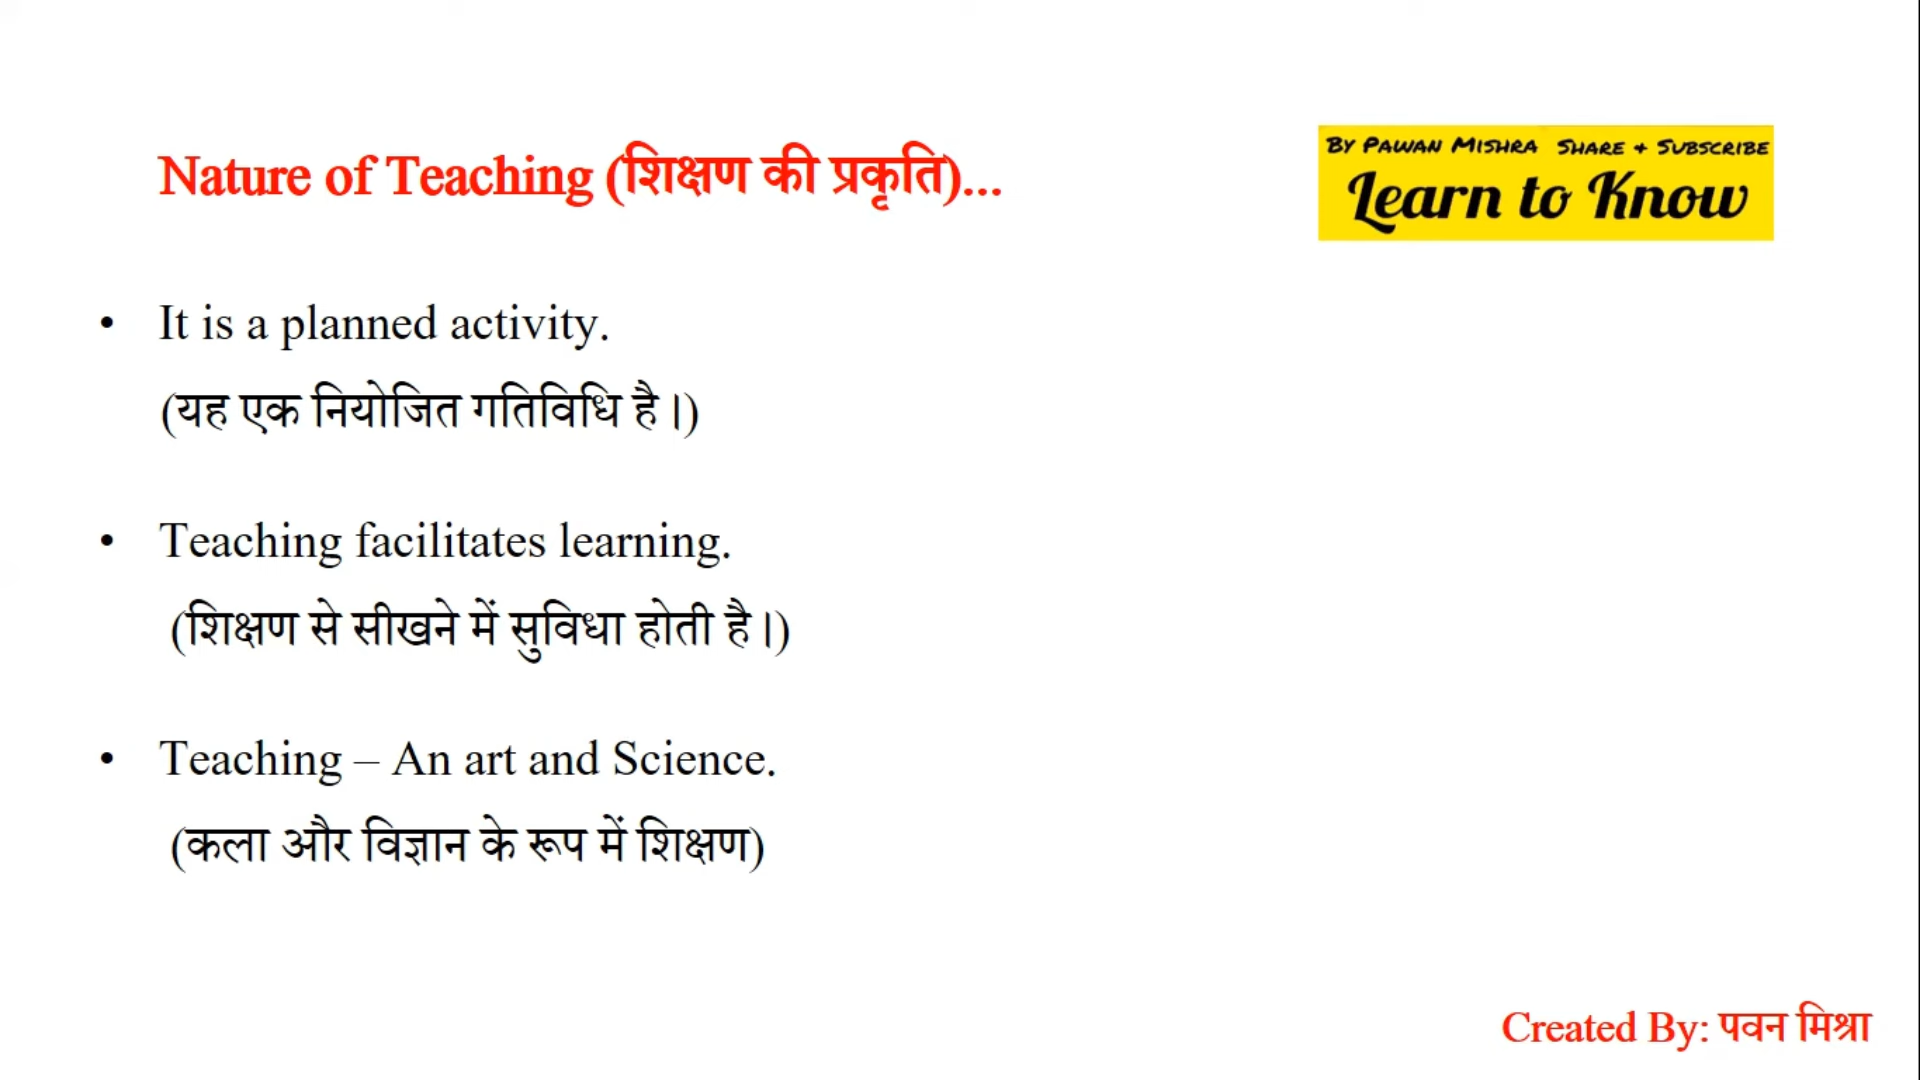 Nature of Teaching (शिक्षण की प्रकृति)...
By Pawan Mishra Share + Subscribe
Learn to Know
• It is a planned activity.
(यह एक नियोजित गतिविधि है।)
• Teaching facilitates learning.
(शिक्षण से सीखने में सुविधा होती है।)
• Teaching – An art and Science.
(कला और विज्ञान के रूप में शिक्षण)
Created By: पवन मिश्रा